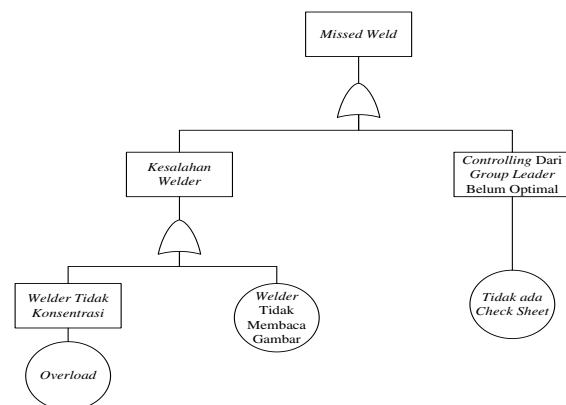 Missed Weld
Kesalahan
Welder
Controlling Dari
Group Leader
Belum Optimal
Welder Tidak
Konsentrasi
Welder
Tidak
Membaca
Gambar
Tidak ada
Check Sheet
Overload